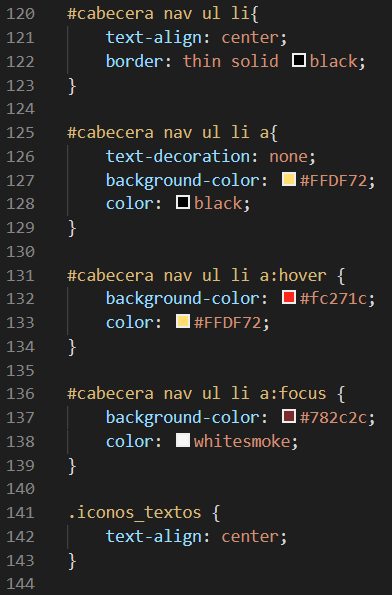 120 #cabecera nav ul li{
121 text-align: center;
122 border: thin solid black;
123 }
124
125 #cabecera nav ul li a{
126 text-decoration: none;
127 background-color: #FFDF72;
128 color: black;
129 }
130
131 #cabecera nav ul li a:hover {
132 background-color: #fc271c;
133 color: #FFDF72;
134 }
135
136 #cabecera nav ul li a:focus {
137 background-color: #782c2c;
138 color: whitesmoke;
139 }
140
141 .iconos_textos {
142 text-align: center;
143 }
144